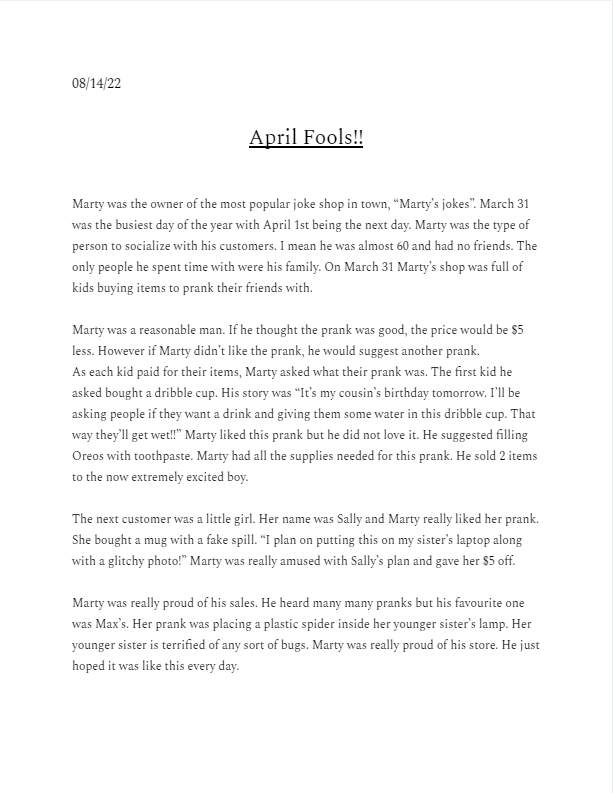 08/14/22
April Fools!!
Marty was the owner of the most popular joke shop in town, “Marty’s jokes”. March 31
was the busiest day of the year with April 1st being the next day. Marty was the type of
person to socialize with his customers. I mean he was almost 60 and had no friends. The
only people he spent time with were his family. On March 31 Marty’s shop was full of
kids buying items to prank their friends with.
Marty was a reasonable man. If he thought the prank was good, the price would be $5
less. However if Marty didn’t like the prank, he would suggest another prank.
As each kid paid for their items, Marty asked what their prank was. The first kid he
asked bought a dribble cup. His story was “It’s my cousin’s birthday tomorrow. I’ll be
asking people if they want a drink and giving them some water in this dribble cup. That
way they’ll get wet!!” Marty liked this prank but he did not love it. He suggested filling
Oreos with toothpaste. Marty had all the supplies needed for this prank. He sold 2 items
to the now extremely excited boy.
The next customer was a little girl. Her name was Sally and Marty really liked her prank.
She bought a mug with a fake spill. “I plan on putting this on my sister’s laptop along
with a glitchy photo!” Marty was really amused with Sally’s plan and gave her $5 off.
Marty was really proud of his sales. He heard many many pranks but his favourite one
was Max’s. Her prank was placing a plastic spider inside her younger sister’s lamp. Her
younger sister is terrified of any sort of bugs. Marty was really proud of his store. He just
hoped it was like this every day.